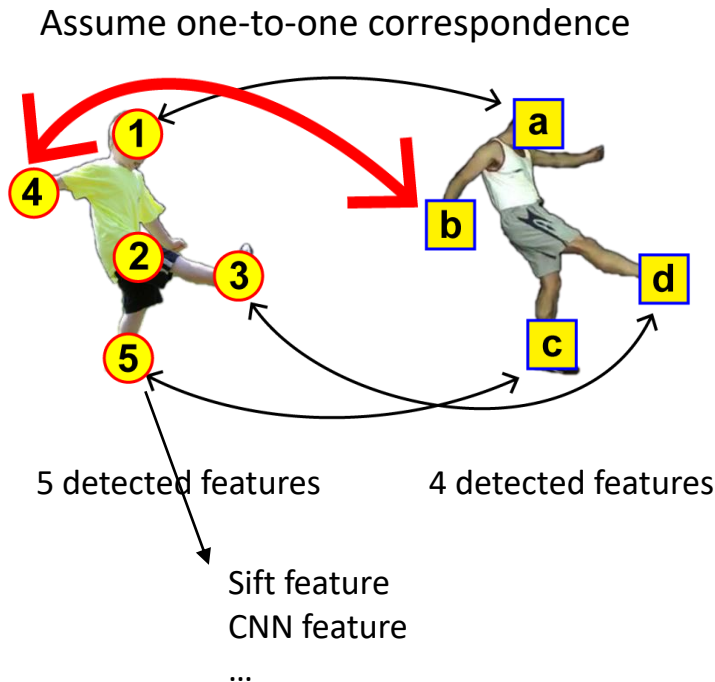 Assume one-to-one correspondence
1
a
4
b
2
3
d
5
c
5 detected features
4 detected features
Sift feature
CNN feature
...